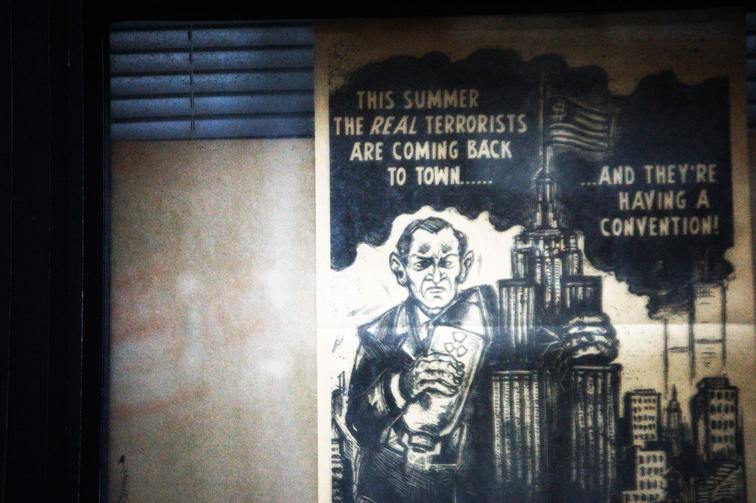 THIS SUMMER
THE REAL TERRORISTS
ARE COMING BACK
TO TOWN......
...AND THEY'RE
HAVING A
CONVENTION!